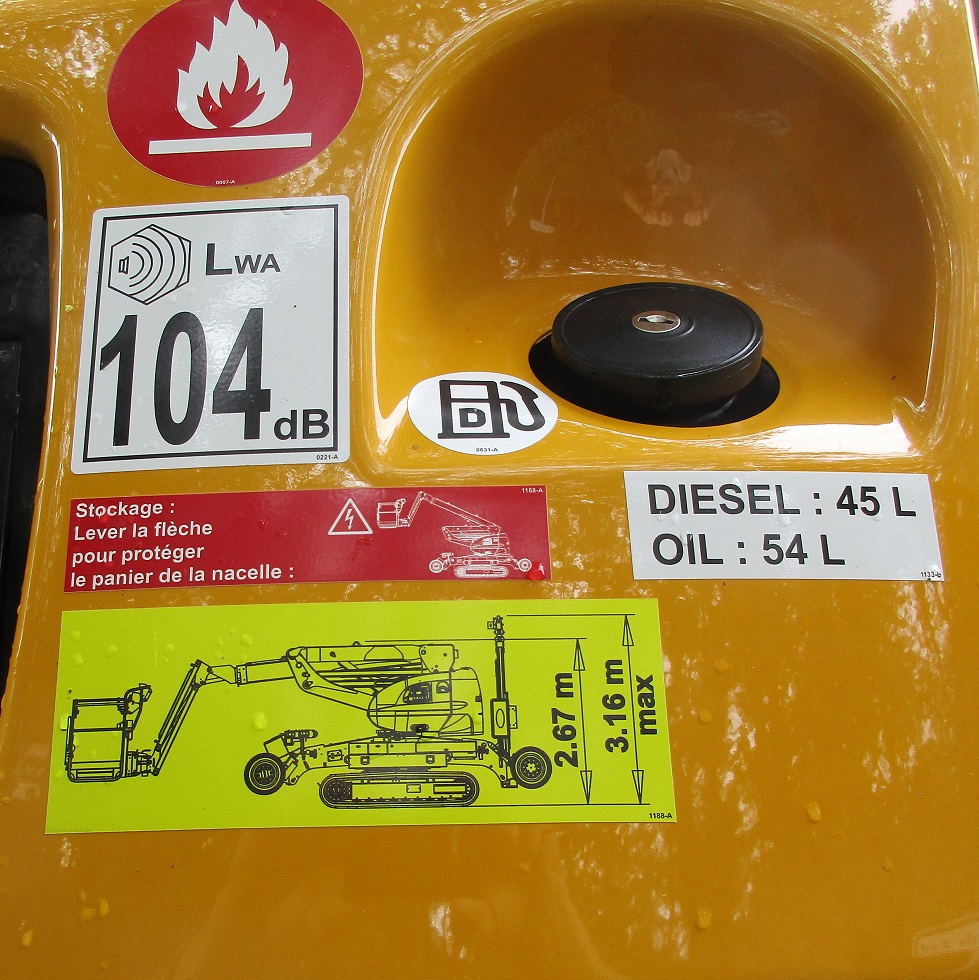 0007-A
LWA
104
dB
0221-A
D
0631-A
Stockage :
Lever la flèche
pour protéger
le panier de la nacelle :
1168-A
DIESEL : 45 L
OIL : 54 L
2.67 m
3.16 m
max
1188-A